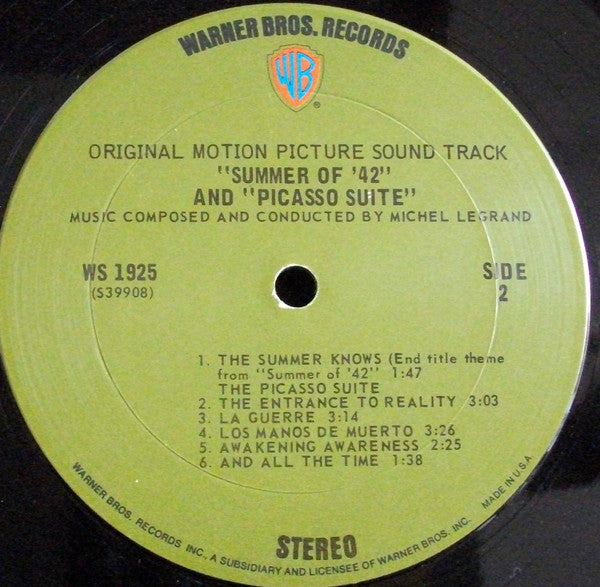 WARNER BROS. RECORDS
WB
®
ORIGINAL MOTION PICTURE SOUND TRACK
"SUMMER OF '42"
AND "PICASSO SUITE"
MUSIC COMPOSED AND CONDUCTED BY MICHEL LEGRAND
WS 1925
(S39908)
SIDE
2
1. THE SUMMER KNOWS (End title theme
from "Summer of '42" 1:47
THE PICASSO SUITE
2. THE ENTRANCE TO REALITY 3:03
3. LA GUERRE 3:14
4. LOS MANOS DE MUERTO 3:26
5. AWAKENING AWARENESS 2:25
6. AND ALL THE TIME 1:38
STEREO
WARNER BROS. RECORDS INC., A SUBSIDIARY AND LICENSEE OF WARNER BROS. INC. MADE IN U.S.A.